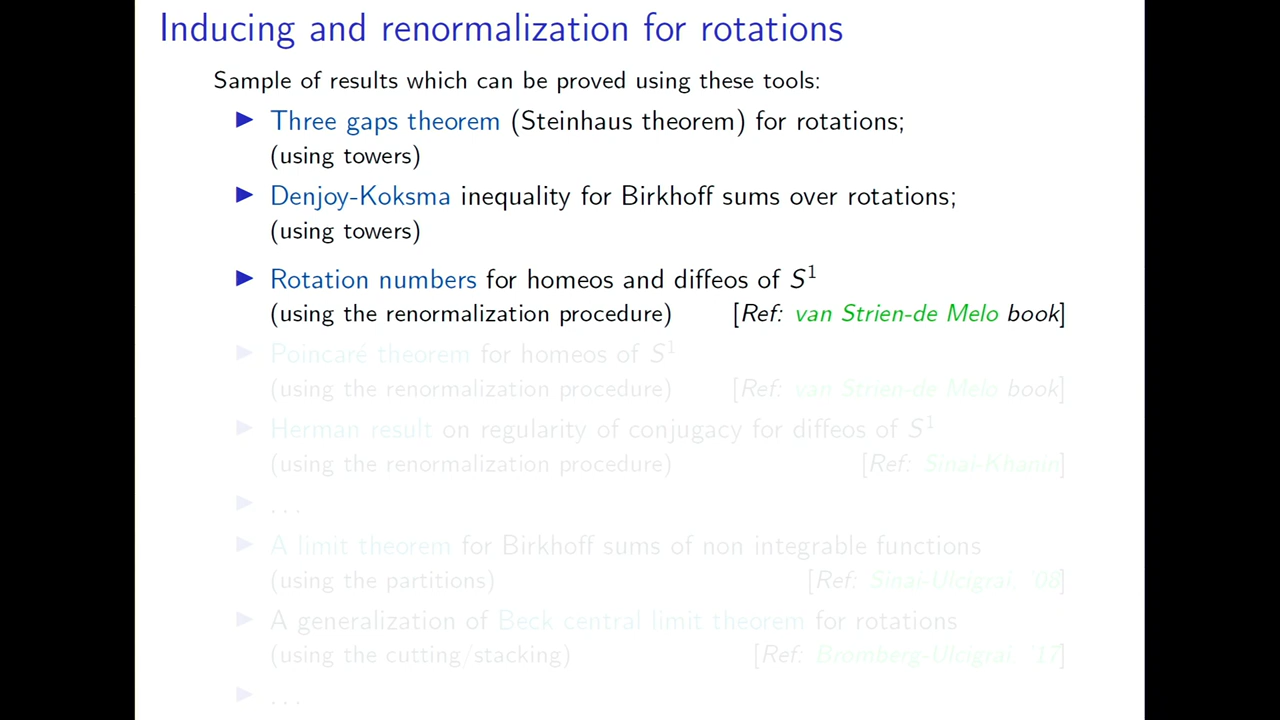 Inducing and renormalization for rotations
Sample of results which can be proved using these tools:
▶ Three gaps theorem (Steinhaus theorem) for rotations;
(using towers)
▶ Denjoy-Koksma inequality for Birkhoff sums over rotations;
(using towers)
▶ Rotation numbers for homeos and diffeos of S¹
(using the renormalization procedure) [Ref: van Strien-de Melo book]
▶ Poincaré theorem for homeos of S¹
(using the renormalization procedure) [Ref: van Strien-de Melo book]
▶ Herman result on regularity of conjugacy for diffeos of S¹
(using the renormalization procedure) [Ref: Sinai-Khanin]
▶ ...
▶ A limit theorem for Birkhoff sums of non integrable functions
(using the partitions) [Ref: Sinai-Ulcigrai, '08]
▶ A generalization of Beck central limit theorem for rotations
(using the cutting/stacking) [Ref: Bromberg-Ulcigrai, '17]
▶ ...